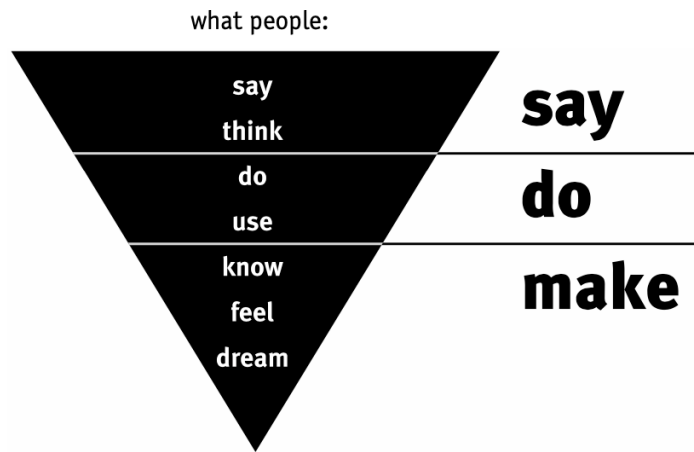 what people:
say
think
do
use
know
feel
dream
say
do
make